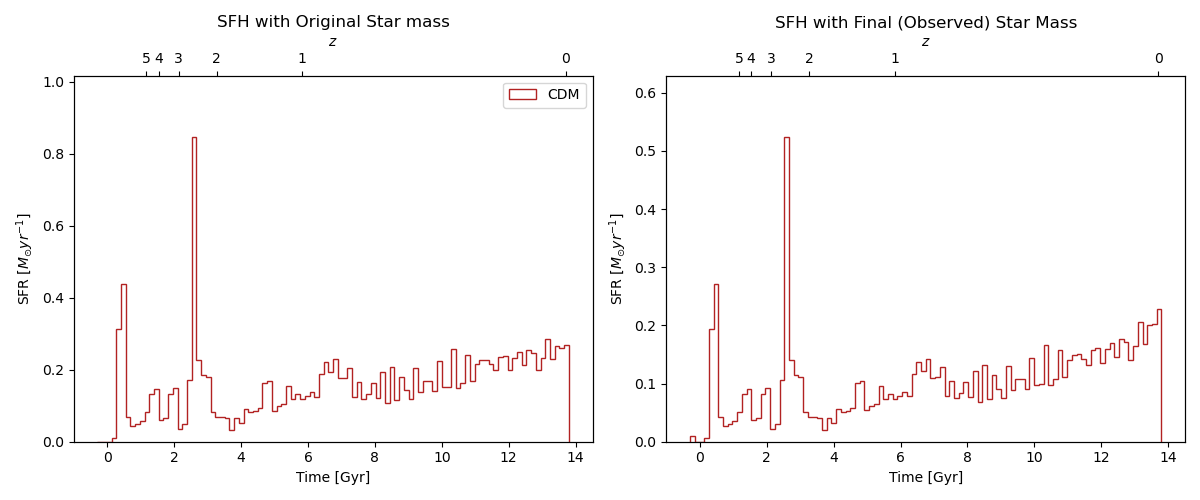 SFH with Original Star mass
z
5 4 3 2 1 0
1.0
0.8
0.6
0.4
0.2
0.0
SFR [M⊙yr⁻¹]
CDM
0 2 4 6 8 10 12 14
Time [Gyr]
SFH with Final (Observed) Star Mass
z
5 4 3 2 1 0
0.6
0.5
0.4
0.3
0.2
0.1
0.0
SFR [M⊙yr⁻¹]
0 2 4 6 8 10 12 14
Time [Gyr]